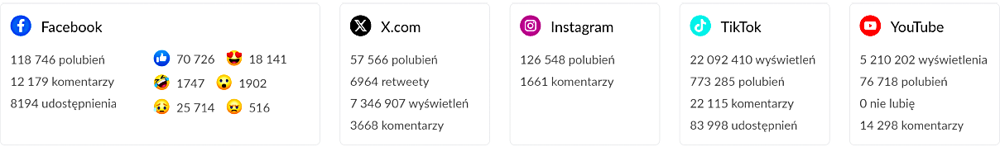 Facebook
118 746 polubień
12 179 komentarzy
8194 udostępnienia
70 726 18 141
1747 1902
25 714 516
X.com
57 566 polubień
6964 retweety
7 346 907 wyświetleń
3668 komentarzy
Instagram
126 548 polubień
1661 komentarzy
TikTok
22 092 410 wyświetleń
773 285 polubień
22 115 komentarzy
83 998 udostępnień
YouTube
5 210 202 wyświetlenia
76 718 polubień
0 nie lubię
14 298 komentarzy